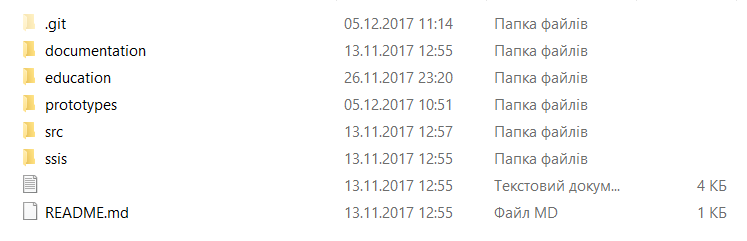 .git 05.12.2017 11:14 Папка файлів
documentation 13.11.2017 12:55 Папка файлів
education 26.11.2017 23:20 Папка файлів
prototypes 05.12.2017 10:51 Папка файлів
src 13.11.2017 12:57 Папка файлів
ssis 13.11.2017 12:55 Папка файлів
13.11.2017 12:55 Текстовий докум... 4 КБ
README.md 13.11.2017 12:55 Файл MD 1 КБ